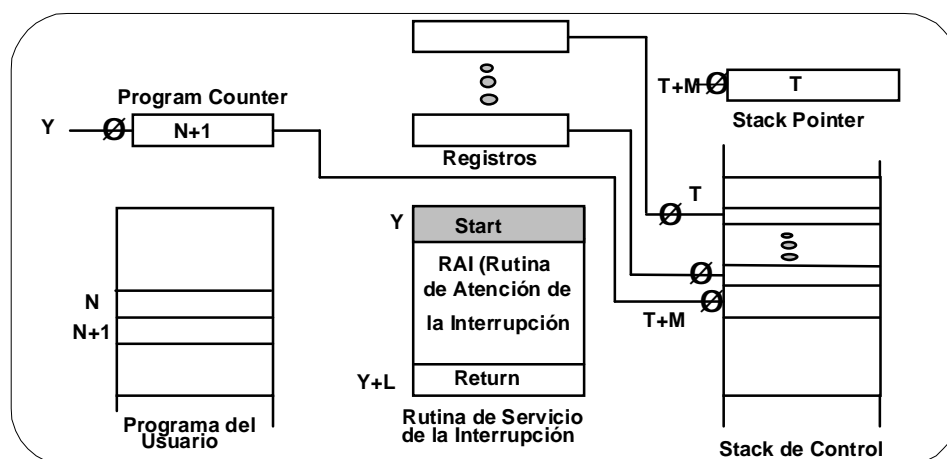 T+M
T
Stack Pointer
Program Counter
Y
N+1
Registros
T
Y
Start
RAI (Rutina
de Atención de
la Interrupción
N
N+1
T+M
Y+L
Return
Programa del
Usuario
Rutina de Servicio
de la Interrupción
Stack de Control